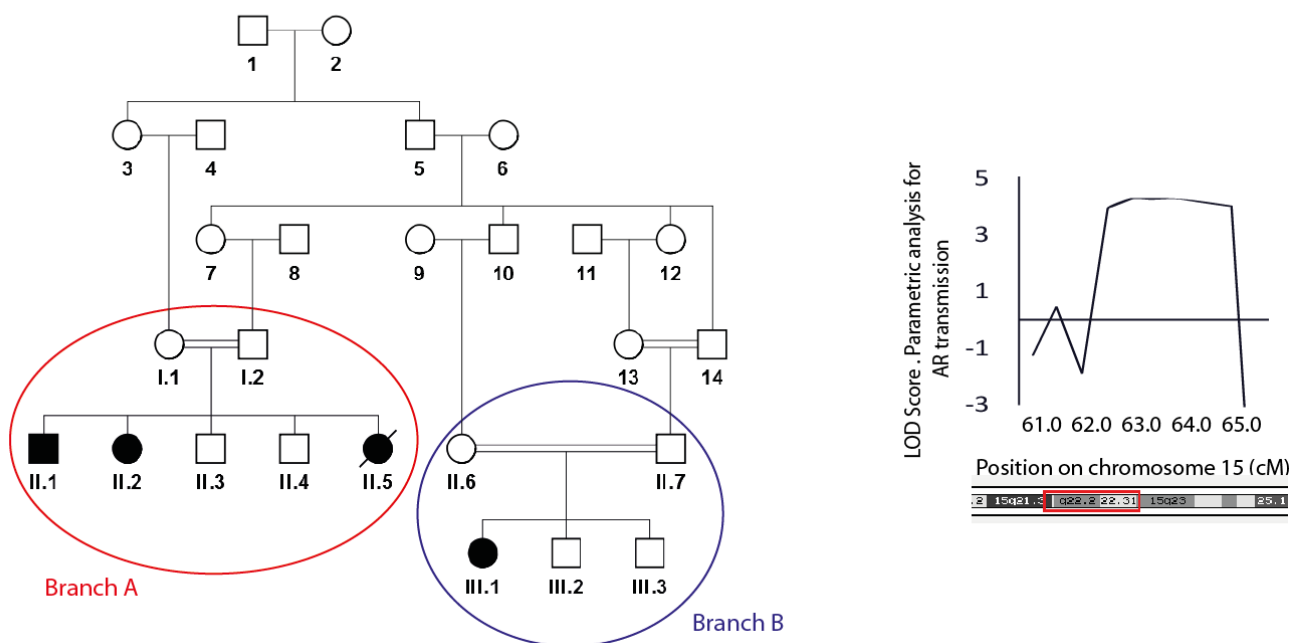 1
2
3
4
5
6
7
8
9
10
11
12
I.1
I.2
13
14
II.1
II.2
II.3
II.4
II.5
II.6
II.7
III.1
III.2
III.3
Branch A
Branch B
LOD Score . Parametric analysis for
AR transmission
5
3
1
-1
-3
61.0 62.0 63.0 64.0 65.0
Position on chromosome 15 (cM)
.2 15q21.3 q22.2 22.31 15q23 25.1